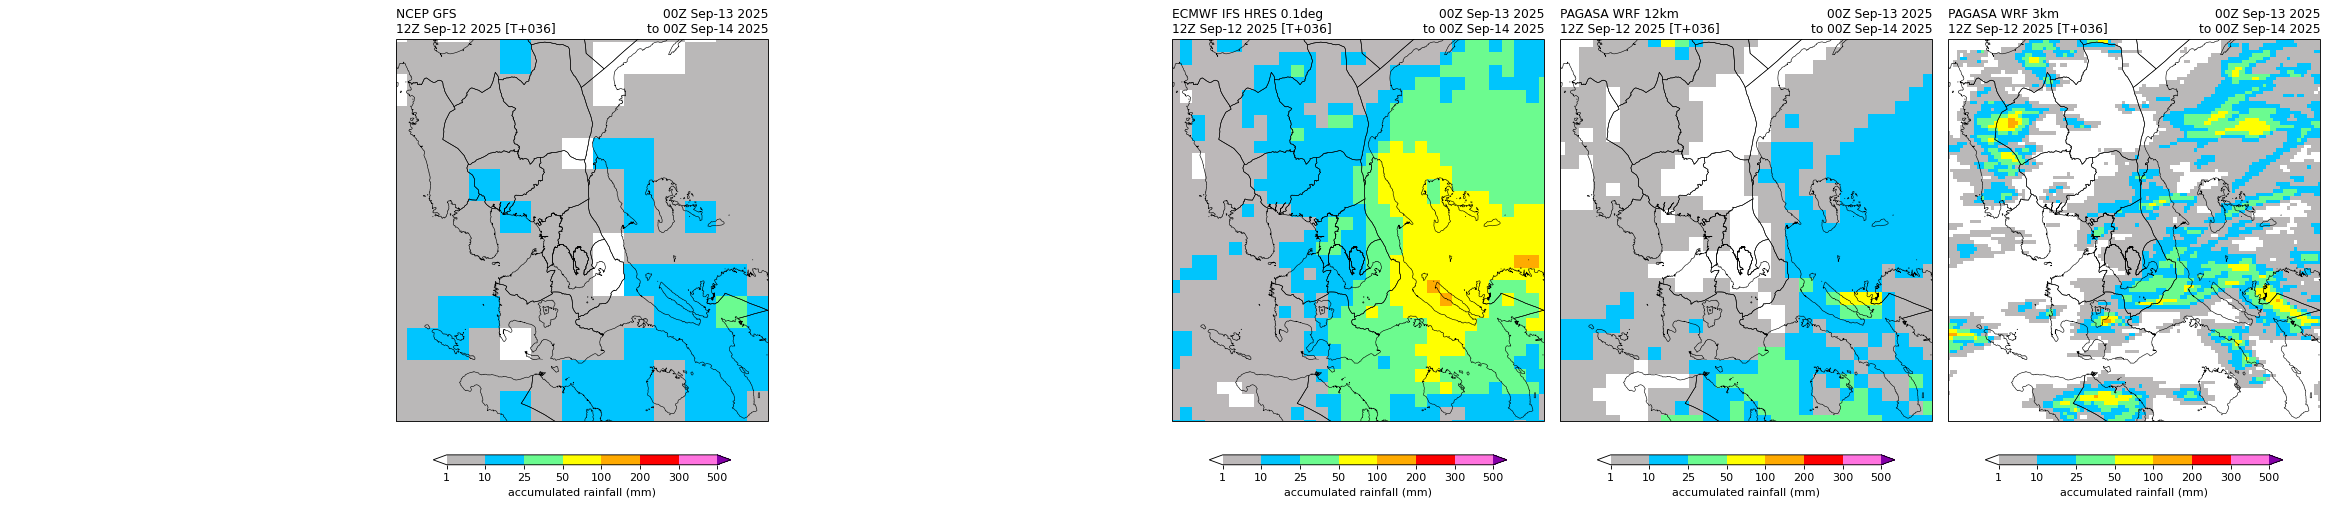 NCEP GFS 00Z Sep-13 2025
12Z Sep-12 2025 [T+036] to 00Z Sep-14 2025
1 10 25 50 100 200 300 500
accumulated rainfall (mm)
ECMWF IFS HRES 0.1deg 00Z Sep-13 2025
12Z Sep-12 2025 [T+036] to 00Z Sep-14 2025
1 10 25 50 100 200 300 500
accumulated rainfall (mm)
PAGASA WRF 12km 00Z Sep-13 2025
12Z Sep-12 2025 [T+036] to 00Z Sep-14 2025
1 10 25 50 100 200 300 500
accumulated rainfall (mm)
PAGASA WRF 3km 00Z Sep-13 2025
12Z Sep-12 2025 [T+036] to 00Z Sep-14 2025
1 10 25 50 100 200 300 500
accumulated rainfall (mm)